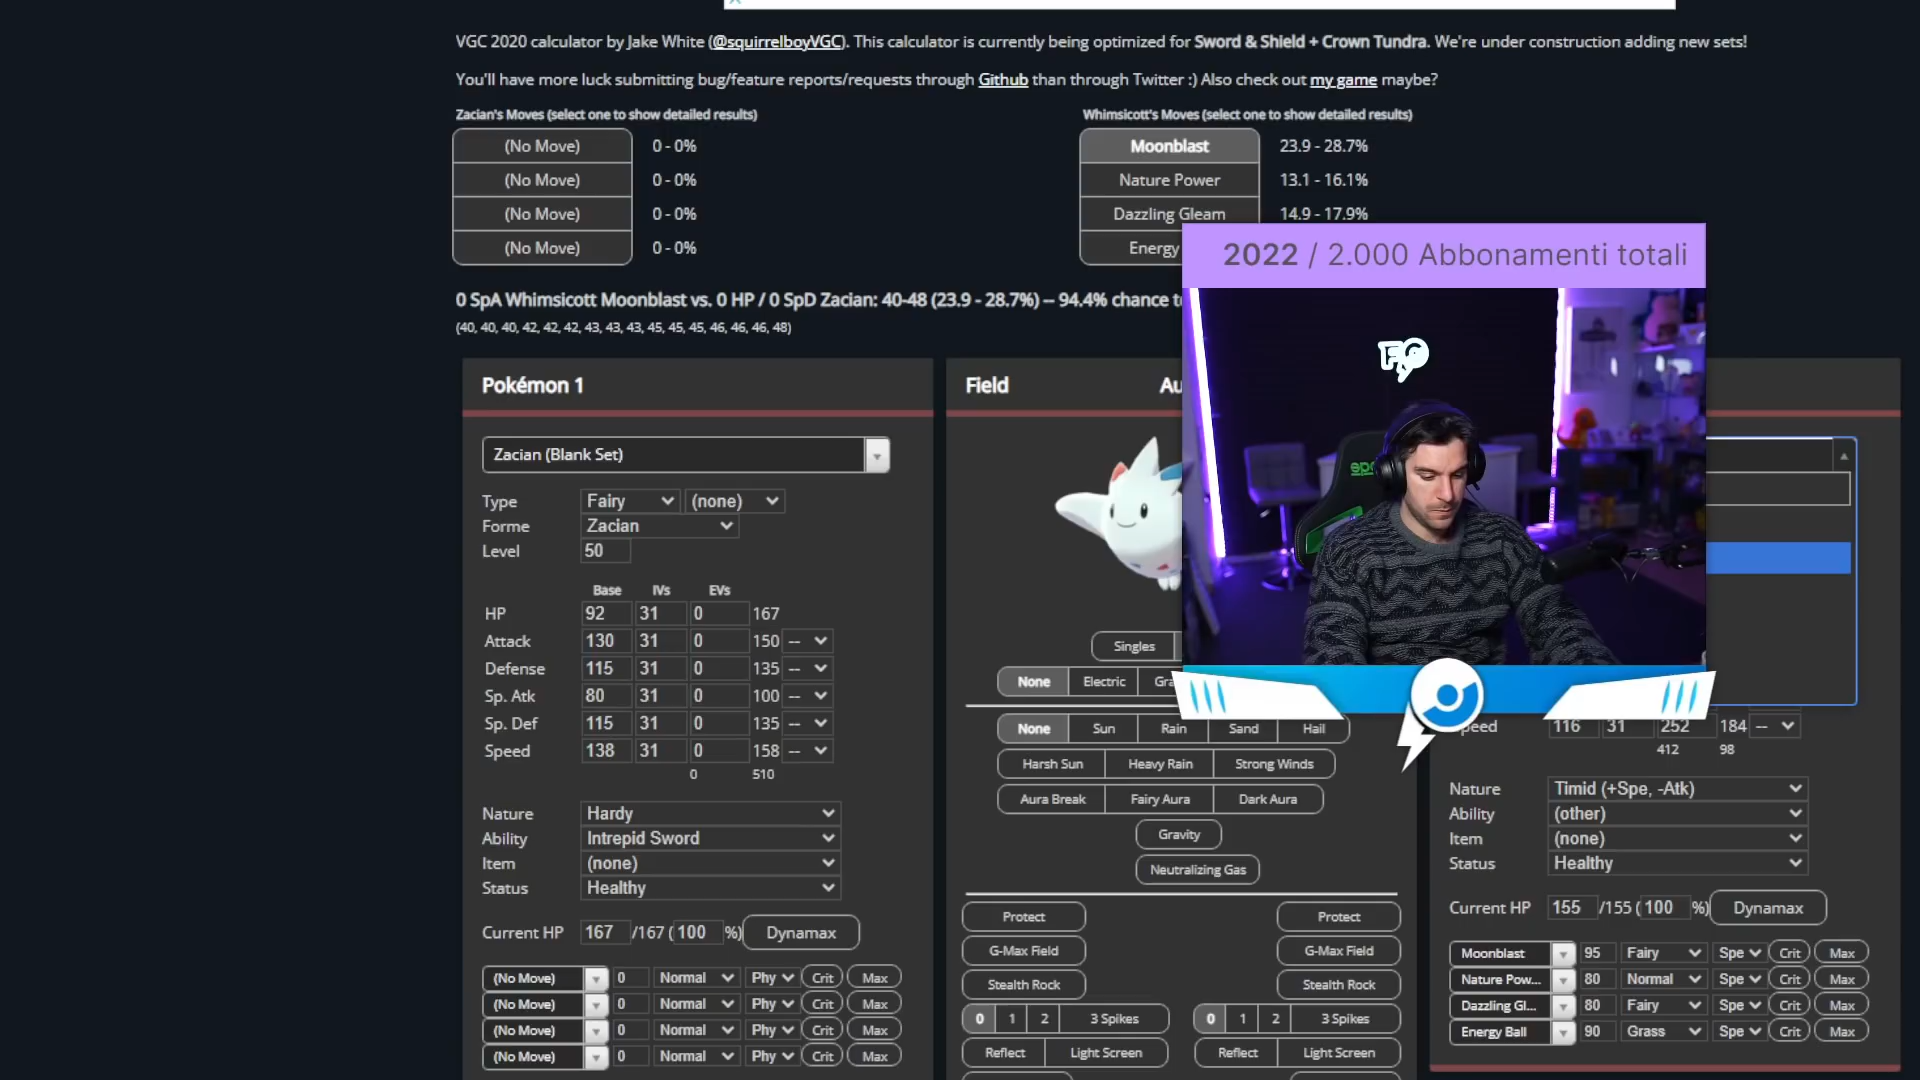 VGC 2020 calculator by Jake White (@squirrelboyVGC). This calculator is currently being optimized for Sword & Shield + Crown Tundra. We're under construction adding new sets!
You'll have more luck submitting bug/feature reports/requests through Github than through Twitter :) Also check out my game maybe?
Zacian's Moves (select one to show detailed results)
(No Move) 0 - 0%
(No Move) 0 - 0%
(No Move) 0 - 0%
(No Move) 0 - 0%
Whimsicott's Moves (select one to show detailed results)
Moonblast 23.9 - 28.7%
Nature Power 13.1 - 16.1%
Dazzling Gleam 14.9 - 17.9%
Energy
2022 / 2.000 Abbonamenti totali
0 SpA Whimsicott Moonblast vs. 0 HP / 0 SpD Zacian: 40-48 (23.9 - 28.7%) -- 94.4% chance
(40, 40, 40, 42, 42, 42, 43, 43, 43, 45, 45, 45, 46, 46, 46, 48)
Pokémon 1
Zacian (Blank Set)
Type Fairy (none)
Forme Zacian
Level 50
Base IVs EVs
HP 92 31 0 167
Attack 130 31 0 150 --
Defense 115 31 0 135 --
Sp. Atk 80 31 0 100 --
Sp. Def 115 31 0 135 --
Speed 138 31 0 158 --
0 510
Nature Hardy
Ability Intrepid Sword
Item (none)
Status Healthy
Current HP 167 /167 (100 %) Dynamax
(No Move) 0 Normal Phy Crit Max
(No Move) 0 Normal Phy Crit Max
(No Move) 0 Normal Phy Crit Max
(No Move) 0 Normal Phy Crit Max
Field
Singles
None Electric
None Sun Rain Sand Hail
Harsh Sun Heavy Rain Strong Winds
Aura Break Fairy Aura Dark Aura
Gravity
Neutralizing Gas
Protect Protect
G-Max Field G-Max Field
Stealth Rock Stealth Rock
0 1 2 3 Spikes 0 1 2 3 Spikes
Reflect Light Screen Reflect Light Screen
116 31 252 184 --
412 98
Nature Timid (+Spe, -Atk)
Ability (other)
Item (none)
Status Healthy
Current HP 155 /155 (100 %) Dynamax
Moonblast 95 Fairy Spe Crit Max
Nature Pow... 80 Normal Spe Crit Max
Dazzling Gl... 80 Fairy Spe Crit Max
Energy Ball 90 Grass Spe Crit Max